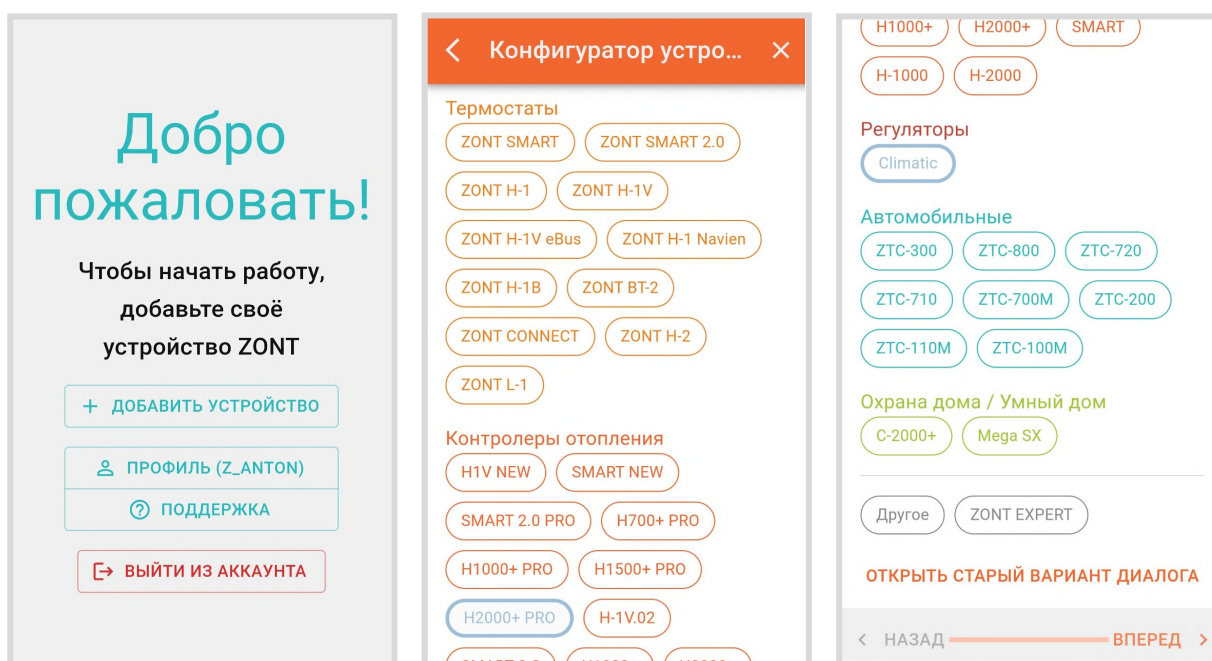 Добро
пожаловать!
Чтобы начать работу,
добавьте своё
устройство ZONT
+ ДОБАВИТЬ УСТРОЙСТВО
ПРОФИЛЬ (Z_ANTON)
ПОДДЕРЖКА
ВЫЙТИ ИЗ АККАУНТА
Конфигуратор устро...
Термостаты
ZONT SMART ZONT SMART 2.0
ZONT H-1 ZONT H-1V
ZONT H-1V eBus ZONT H-1 Navien
ZONT H-1B ZONT BT-2
ZONT CONNECT ZONT H-2
ZONT L-1
Контролеры отопления
H1V NEW SMART NEW
SMART 2.0 PRO H700+ PRO
H1000+ PRO H1500+ PRO
H2000+ PRO H-1V.02
H1000+ H2000+ SMART
H-1000 H-2000
Регуляторы
Climatic
Автомобильные
ZTC-300 ZTC-800 ZTC-720
ZTC-710 ZTC-700M ZTC-200
ZTC-110M ZTC-100M
Охрана дома / Умный дом
C-2000+ Mega SX
Другое ZONT EXPERT
ОТКРЫТЬ СТАРЫЙ ВАРИАНТ ДИАЛОГА
НАЗАД ВПЕРЕД